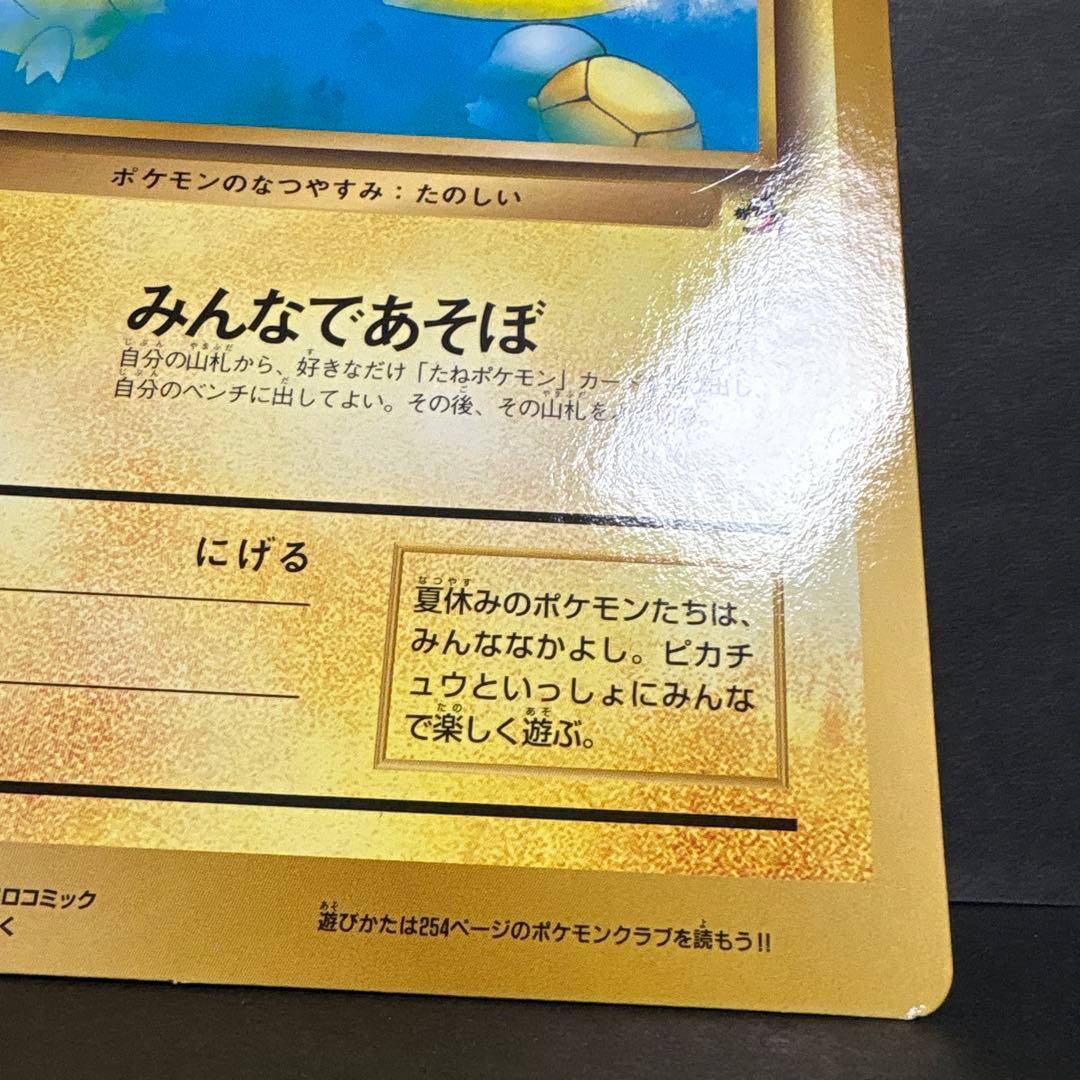 ポケモンのなつやすみ：たのしい
みんなであそぼ
自分の山札から、好きなだけ「たねポケモン」カー
自分のベンチに出してよい。その後、その山札を
にげる
夏休みのポケモンたちは、
みんななかよし。ピカチ
ュウといっしょにみんな
で楽しく遊ぶ。
ロコミック
く
遊びかたは254ページのポケモンクラブを読もう!!